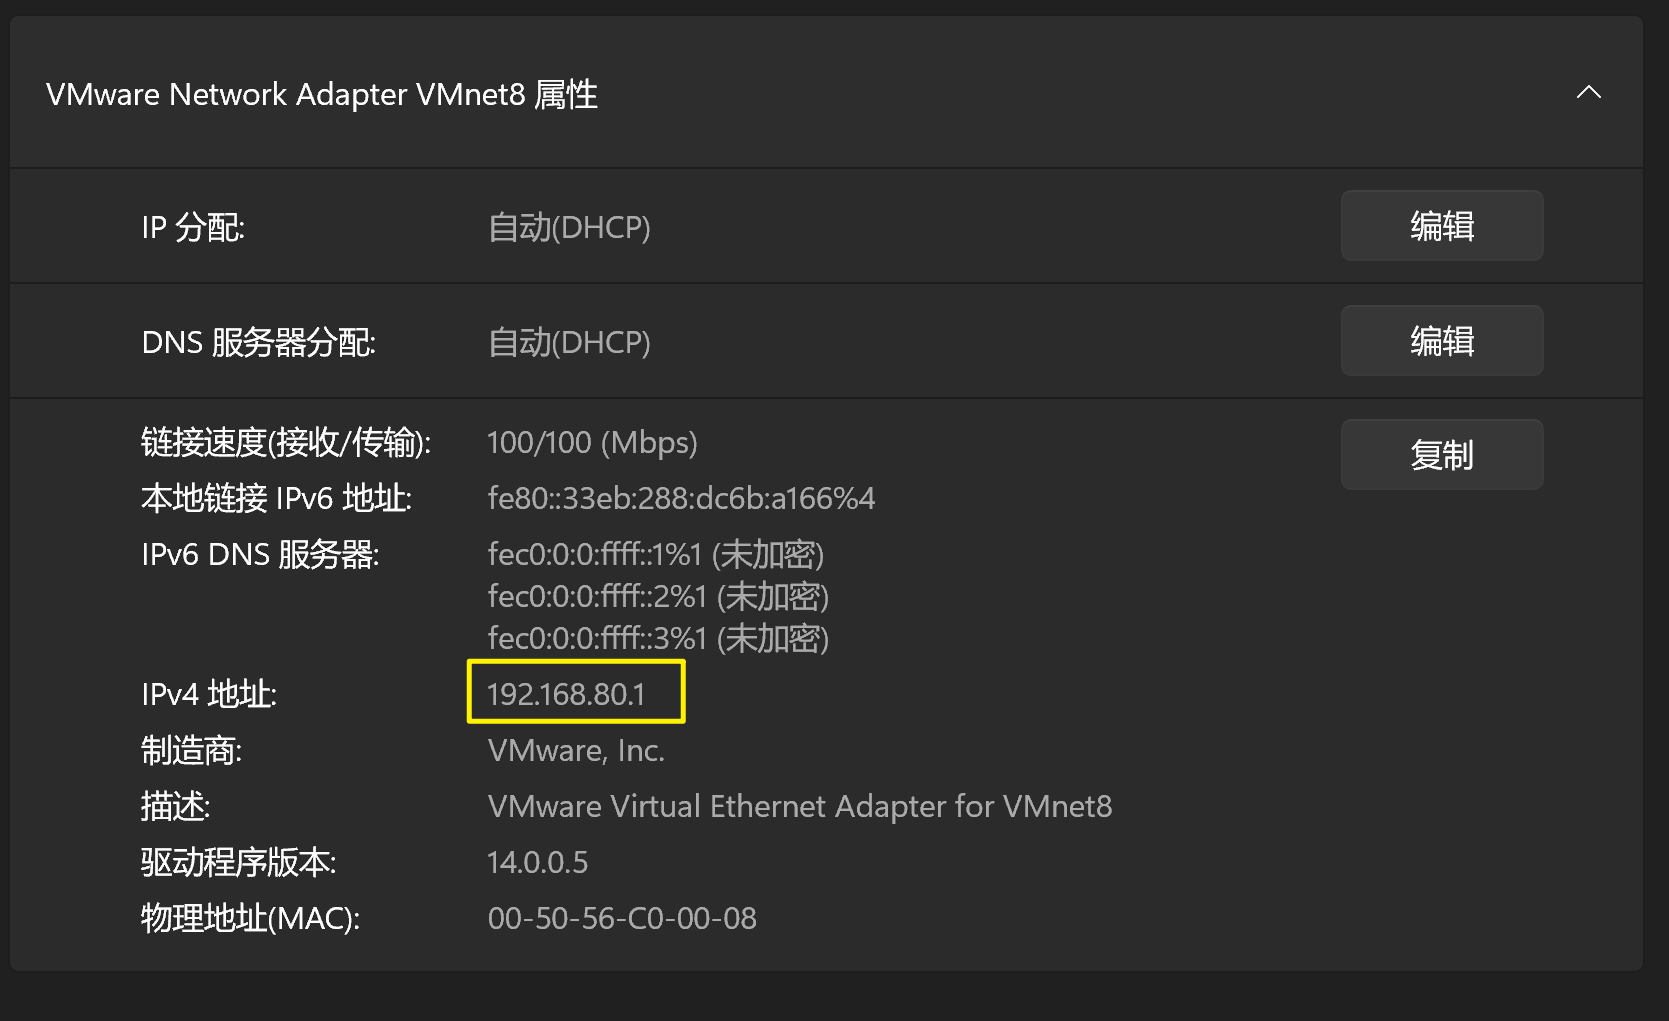 VMware Network Adapter VMnet8 属性
IP 分配: 自动(DHCP) 编辑
DNS 服务器分配: 自动(DHCP) 编辑
链接速度(接收/传输): 100/100 (Mbps) 复制
本地链接 IPv6 地址: fe80::33eb:288:dc6b:a166%4
IPv6 DNS 服务器: fec0:0:0:ffff::1%1 (未加密)
fec0:0:0:ffff::2%1 (未加密)
fec0:0:0:ffff::3%1 (未加密)
IPv4 地址: 192.168.80.1
制造商: VMware, Inc.
描述: VMware Virtual Ethernet Adapter for VMnet8
驱动程序版本: 14.0.0.5
物理地址(MAC): 00-50-56-C0-00-08